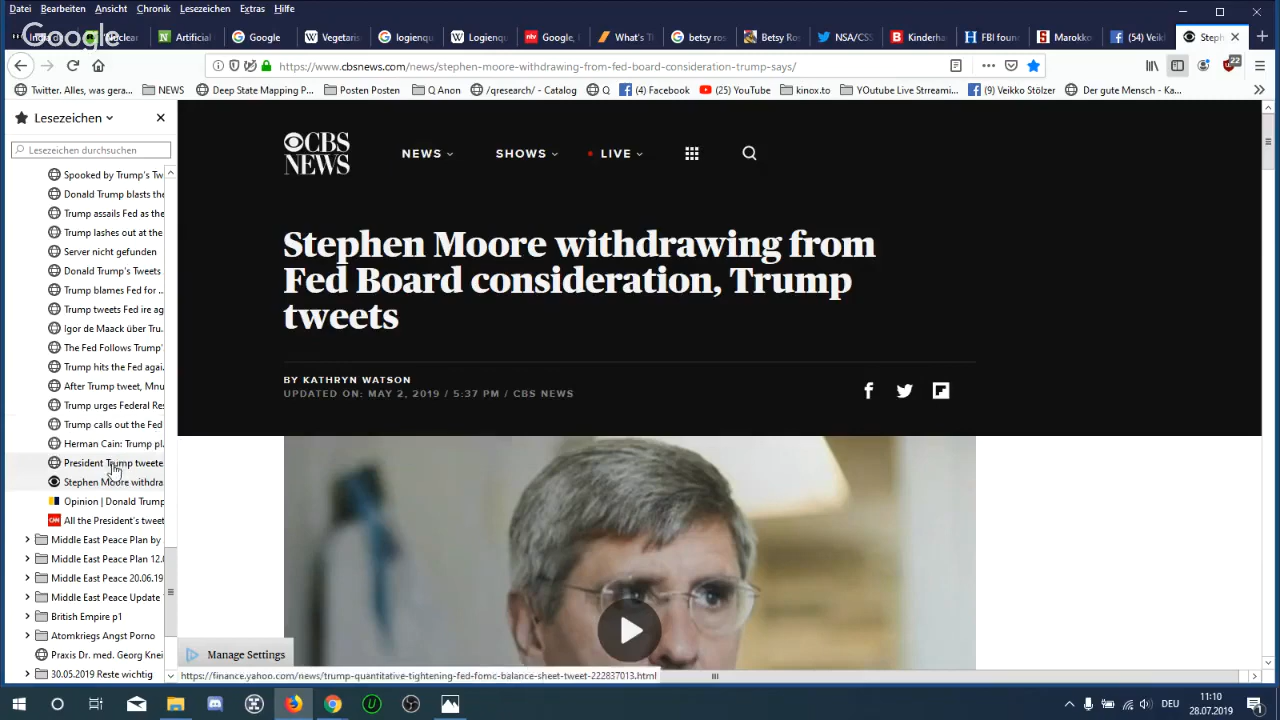 Datei Bearbeiten Ansicht Chronik Lesezeichen Extras Hilfe
Google
Artificial Google Vegetaris logienqu Logienqu Google, What's Ti betsy ros Betsy Ros NSA/CSS Kinderha FBI foun Marokko (54) Veik Steph
https://www.cbsnews.com/news/stephen-moore-withdrawing-from-fed-board-consideration-trump-says/
22
Twitter. Alles, was gera... NEWS Deep State Mapping P... Posten Posten Q Anon /qresearch/ - Catalog Q (4) Facebook (25) YouTube kinox.to YOutube Live Strreami... (9) Veikko Stölzer Der gute Mensch - Ka...
Lesezeichen
Lesezeichen durchsuchen
Spooked by Trump's Tw
Donald Trump blasts the
Trump assails Fed as the
Trump lashes out at the
Server nicht gefunden
Donald Trump's Tweets
Trump blames Fed for ...
Trump tweets Fed ire ag
Igor de Maack über Tru.
The Fed Follows Trump'
Trump hits the Fed agai.
After Trump tweet, Mnu
Trump urges Federal Res
Trump calls out the Fed
Herman Cain: Trump pl.
President Trump tweete
Stephen Moore withdra
Opinion | Donald Trump
All the President's tweet
Middle East Peace Plan by
Middle East Peace Plan 12.0
Middle East Peace 20.06.19
Middle East Peace Update
British Empire p1
Atomkriegs Angst Porno
Praxis Dr. med. Georg Knei
30.05.2019 Reste wichtig
CBS NEWS
NEWS SHOWS LIVE
Stephen Moore withdrawing from
Fed Board consideration, Trump
tweets
BY KATHRYN WATSON
UPDATED ON: MAY 2, 2019 / 5:37 PM / CBS NEWS
Manage Settings
https://finance.yahoo.com/news/trump-quantitative-tightening-fed-fomc-balance-sheet-tweet-222837013.html
DEU
11:10
28.07.2019